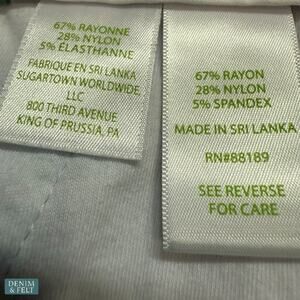 67% RAYONNE
28% NYLON
5% ÉLASTHANNE
FABRIQUE EN SRI LANKA
SUGARTOWN WORLDWIDE,
LLC
800 THIRD AVENUE
KING OF PRUSSIA, PA
67% RAYON
28% NYLON
5% SPANDEX
MADE IN SRI LANKA
RN#88189
SEE REVERSE
FOR CARE
DENIM
& FELT